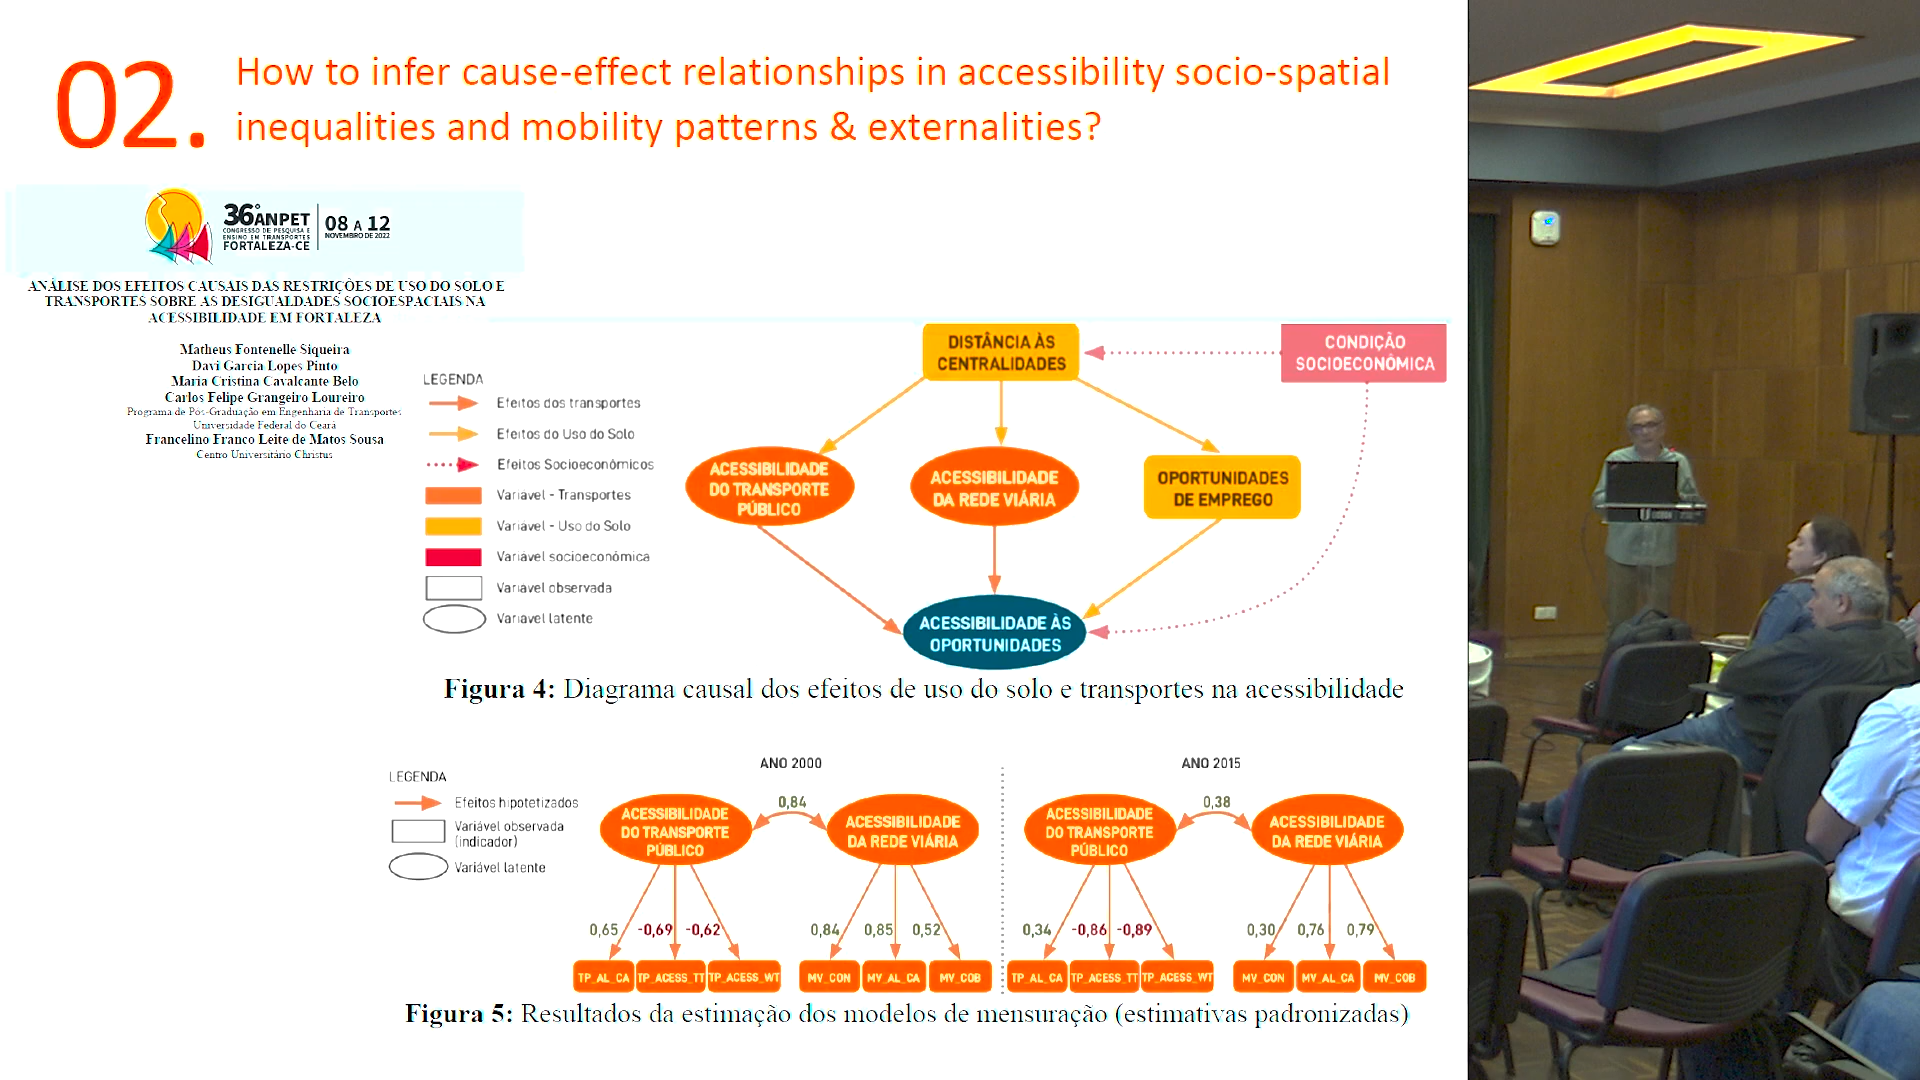 02.
How to infer cause-effect relationships in accessibility socio-spatial
inequalities and mobility patterns & externalities?
36º ANPET
CONGRESSO DE PESQUISA E
ENSINO EM TRANSPORTES
FORTALEZA-CE
08 A 12
NOVEMBRO DE 2022
ANÁLISE DOS EFEITOS CAUSAIS DAS RESTRIÇÕES DE USO DO SOLO E
TRANSPORTES SOBRE AS DESIGUALDADES SOCIOESPACIAIS NA
ACESSIBILIDADE EM FORTALEZA
Matheus Fontenelle Siqueira
Davi Garcia Lopes Pinto
Maria Cristina Cavalcante Belo
Carlos Felipe Grangeiro Loureiro
Programa de Pós-Graduação em Engenharia de Transportes
Universidade Federal do Ceará
Francelino Franco Leite de Matos Sousa
Centro Universitário Christus
LEGENDA
Efeitos dos transportes
Efeitos do Uso do Solo
Efeitos Socioeconômicos
Variável - Transportes
Variável - Uso do Solo
Variável socioeconômica
Variável observada
Variável latente
DISTÂNCIA ÀS
CENTRALIDADES
CONDIÇÃO
SOCIOECONÔMICA
ACESSIBILIDADE
DO TRANSPORTE
PÚBLICO
ACESSIBILIDADE
DA REDE VIÁRIA
OPORTUNIDADES
DE EMPREGO
ACESSIBILIDADE ÀS
OPORTUNIDADES
Figura 4: Diagrama causal dos efeitos de uso do solo e transportes na acessibilidade
LEGENDA
Efeitos hipotetizados
Variável observada
(indicador)
Variável latente
ANO 2000
ACESSIBILIDADE
DO TRANSPORTE
PÚBLICO
0,84
ACESSIBILIDADE
DA REDE VIÁRIA
0,65 -0,69 -0,62 0,84 0,85 0,52
TP_AL_CA TP_ACESS_TT TP_ACESS_WT MV_CON MV_AL_CA MV_COB
ANO 2015
ACESSIBILIDADE
DO TRANSPORTE
PÚBLICO
0,38
ACESSIBILIDADE
DA REDE VIÁRIA
0,34 -0,86 -0,89 0,30 0,76 0,79
TP_AL_CA TP_ACESS_TT TP_ACESS_WT MV_CON MV_AL_CA MV_COB
Figura 5: Resultados da estimação dos modelos de mensuração (estimativas padronizadas)